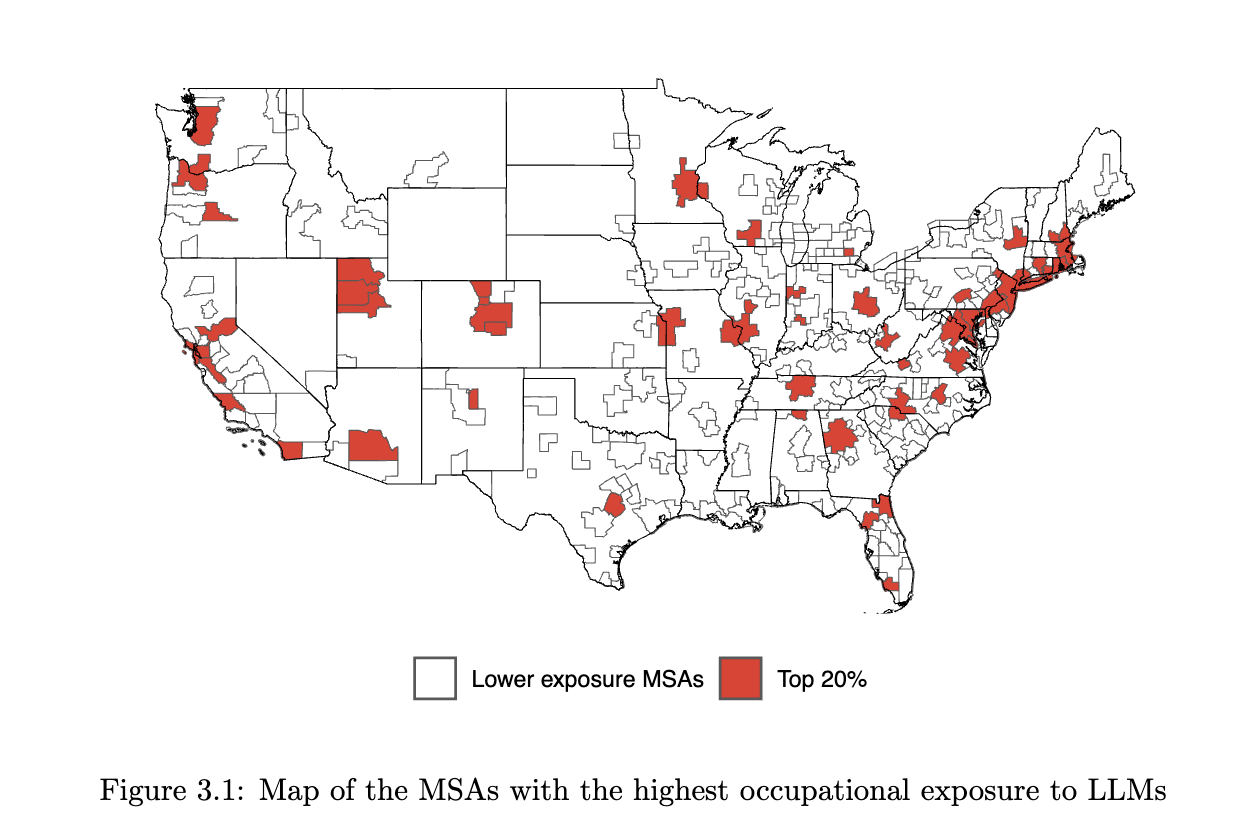 Lower exposure MSAs Top 20%
Figure 3.1: Map of the MSAs with the highest occupational exposure to LLMs